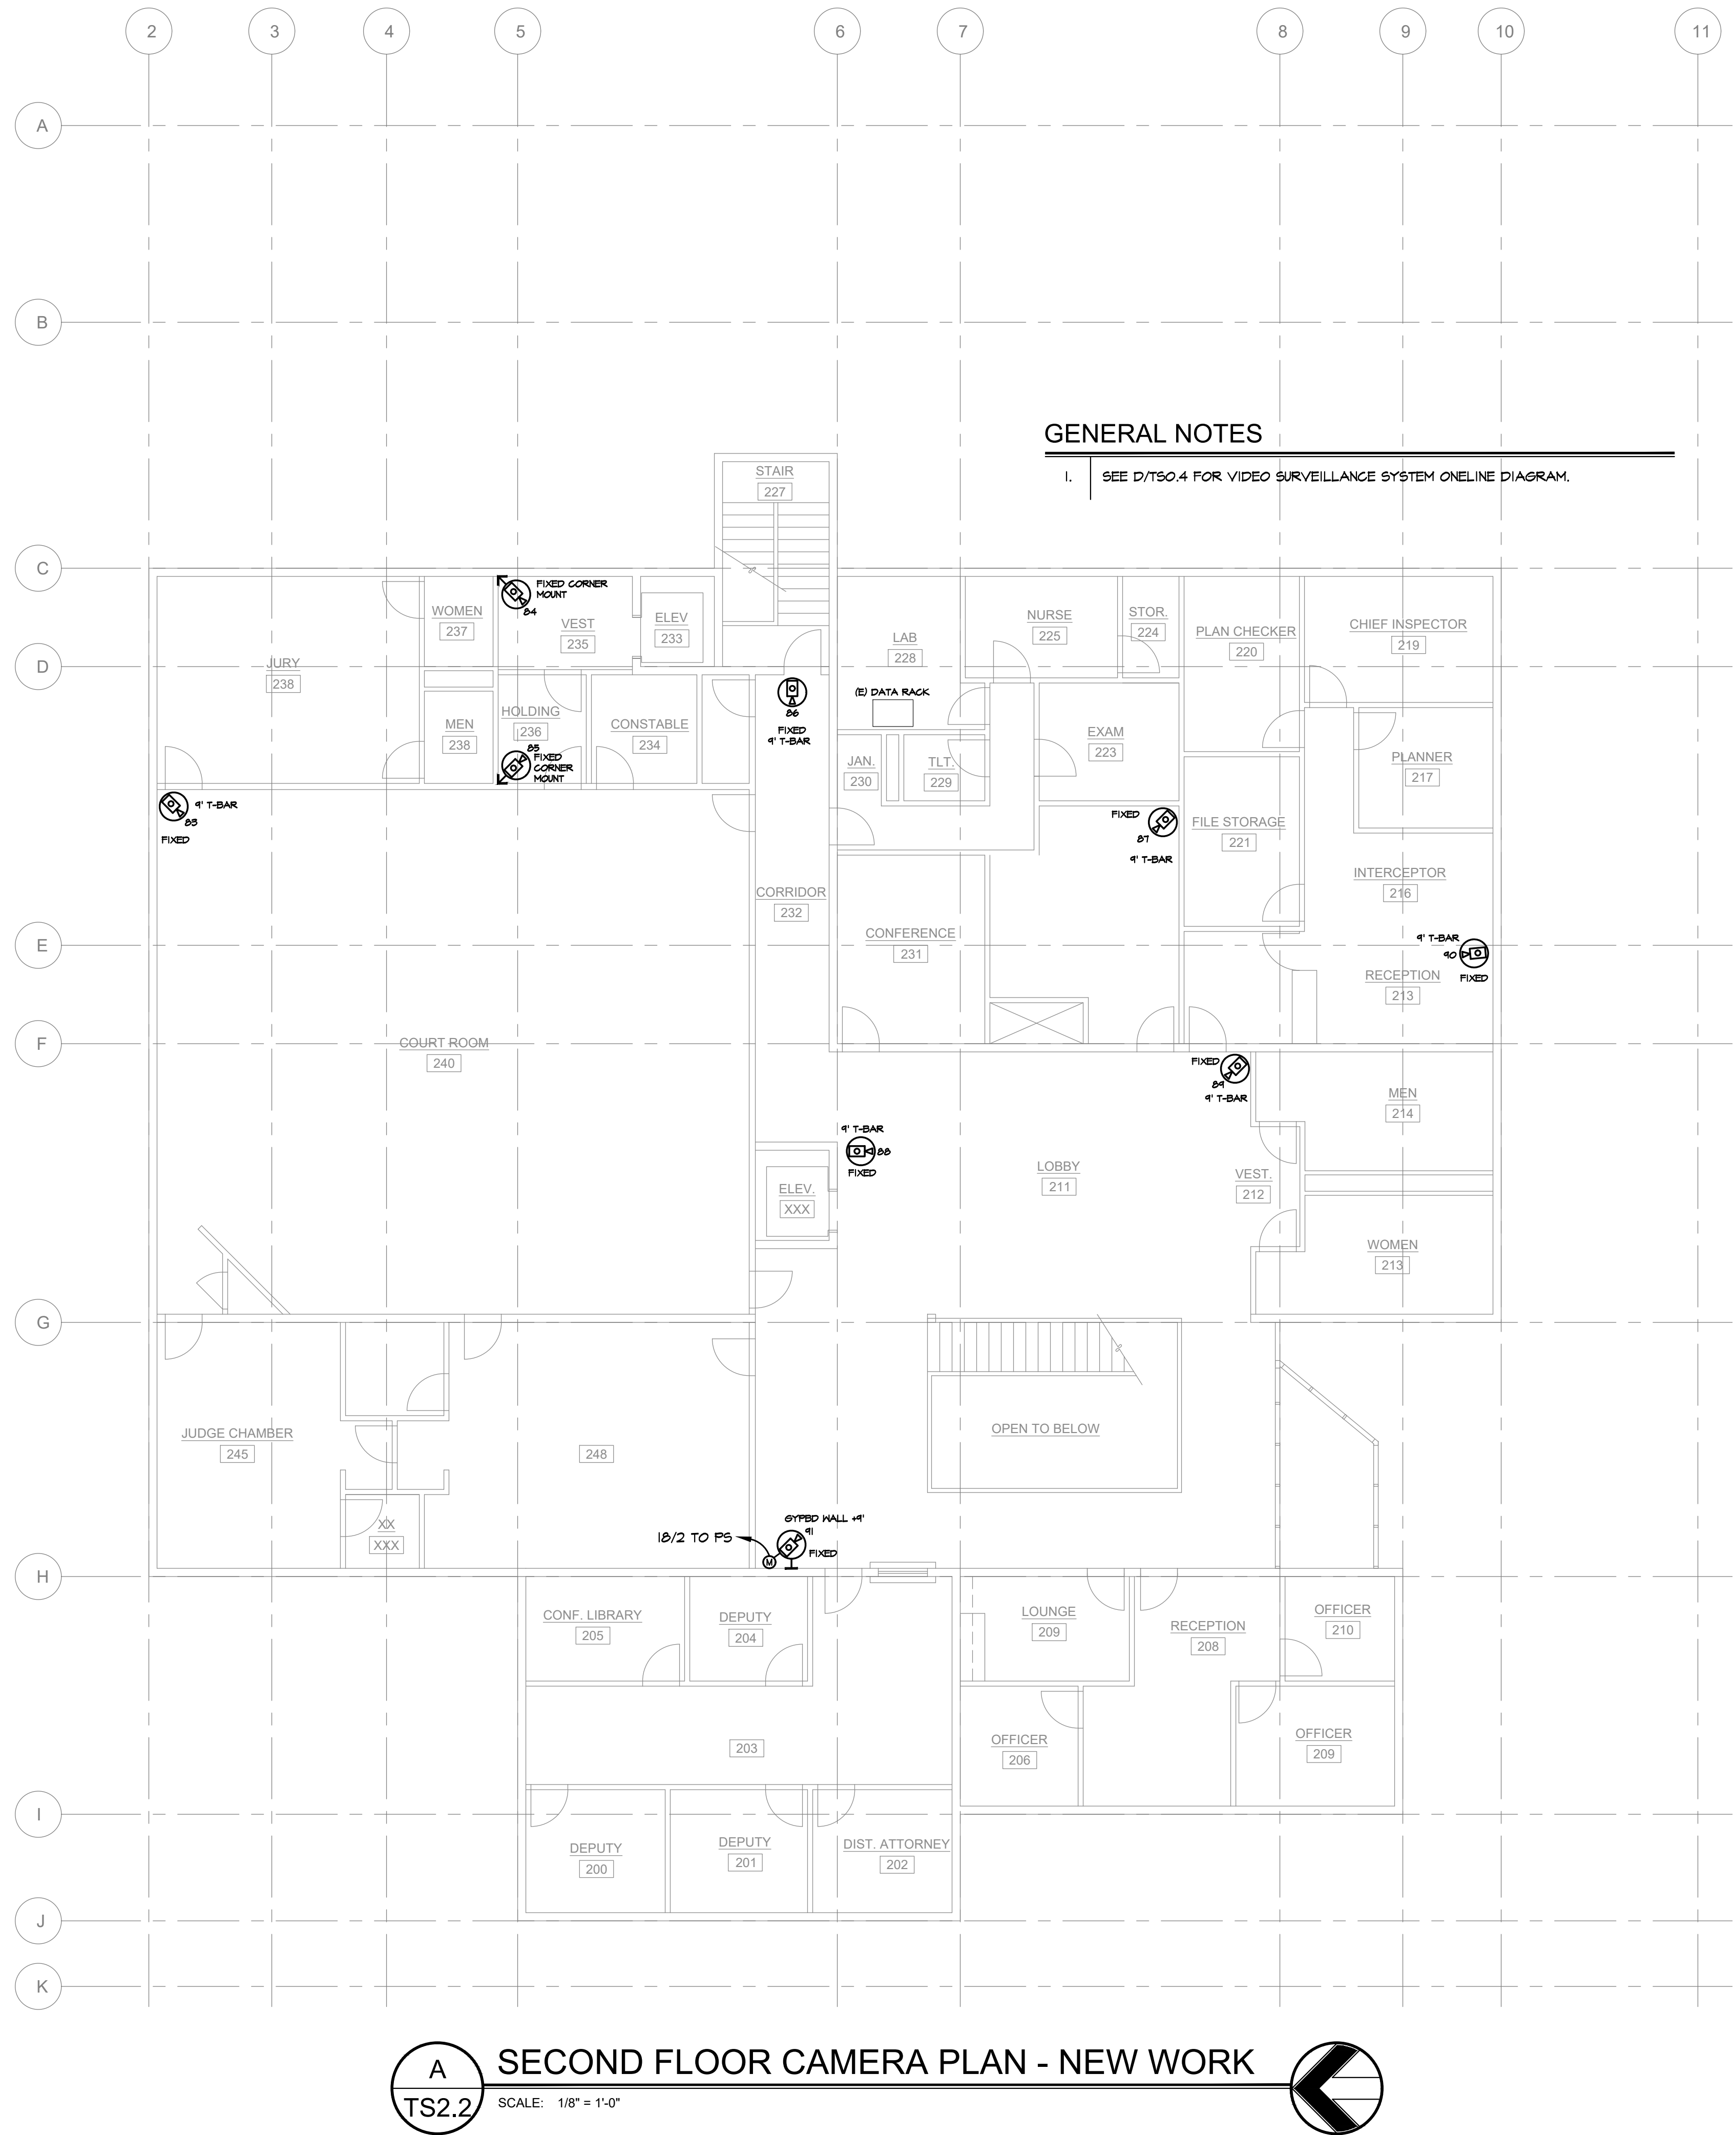 2 3 4 5 6 7 8 9 10 11
A
B
GENERAL NOTES
1. SEE D/TS0.4 FOR VIDEO SURVEILLANCE SYSTEM ONELINE DIAGRAM.
STAIR
227
C
FIXED CORNER
MOUNT
84
WOMEN
237
VEST
235
ELEV
233
LAB
228
NURSE
225
STOR.
224
PLAN CHECKER
220
CHIEF INSPECTOR
219
D
JURY
238
MEN
238
HOLDING
236
CONSTABLE
234
86
FIXED
9' T-BAR
(E) DATA RACK
85
FIXED
CORNER
MOUNT
JAN.
230
TLT.
229
EXAM
223
PLANNER
217
9' T-BAR
83
FIXED
FIXED
87
9' T-BAR
FILE STORAGE
221
CORRIDOR
232
INTERCEPTOR
216
E
CONFERENCE
231
9' T-BAR
90
FIXED
RECEPTION
213
F
COURT ROOM
240
FIXED
89
9' T-BAR
MEN
214
9' T-BAR
88
FIXED
ELEV.
XXX
LOBBY
211
VEST.
212
WOMEN
213
G
JUDGE CHAMBER
245
248
OPEN TO BELOW
XX
XXX
18/2 TO PS
GYPBD WALL +9'
91
FIXED
M
H
CONF. LIBRARY
205
DEPUTY
204
LOUNGE
209
RECEPTION
208
OFFICER
210
203
OFFICER
206
OFFICER
209
I
DEPUTY
200
DEPUTY
201
DIST. ATTORNEY
202
J
K
A
TS2.2
SECOND FLOOR CAMERA PLAN - NEW WORK
SCALE: 1/8" = 1'-0"